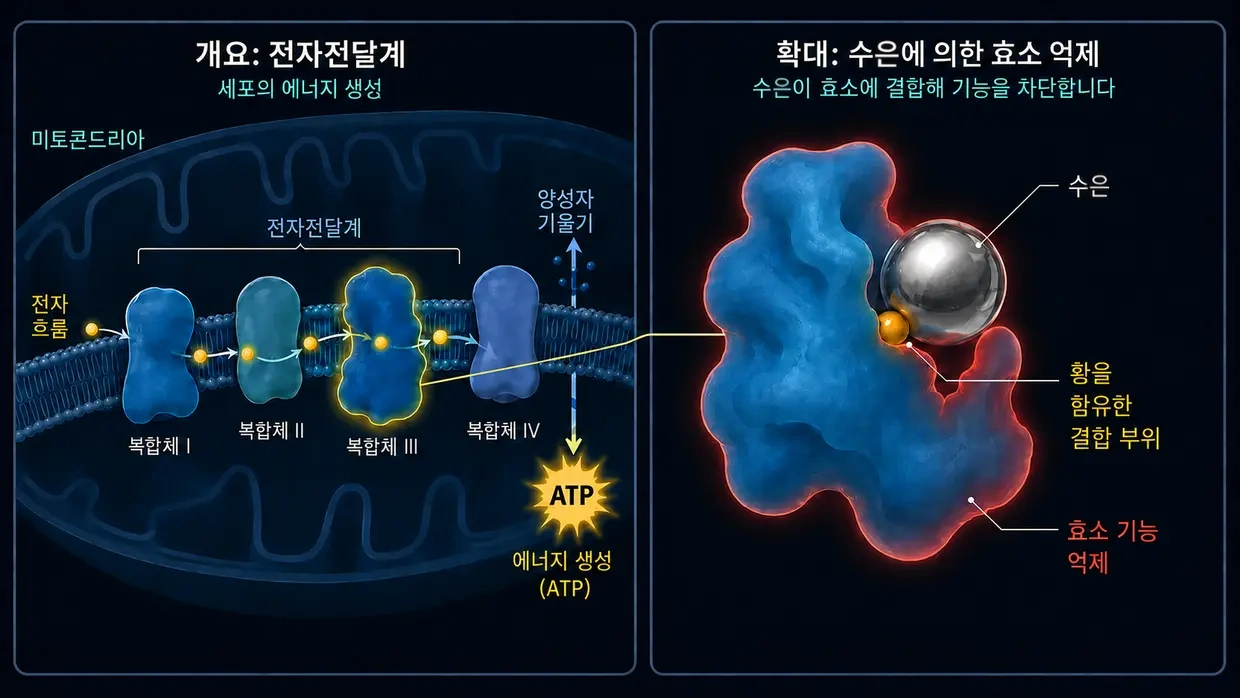 개요: 전자전달계
세포의 에너지 생성
미토콘드리아
전자전달계
양성자
기울기
전자
흐룸
복합체 I
복합체 II
복합체 III
복합체 IV
ATP
에너지 생성
(ATP)
확대: 수은에 의한 효소 억제
수은이 효소에 결합해 기능을 차단합니다
수은
황을
함유한
결합 부위
효소 기능
억제